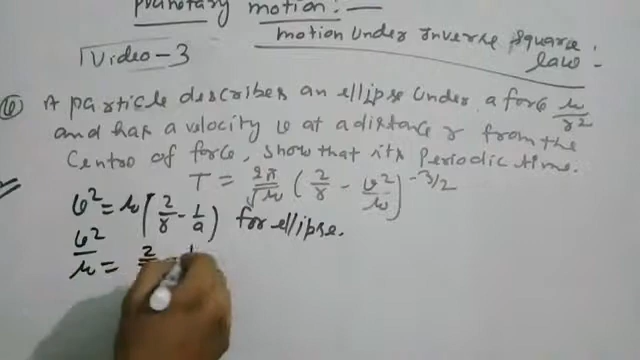 Planetary motion: —
motion under inverse square
law -
Video - 3
⑥ A particle describes an ellipse under a force μ/r²
and has a velocity v at a distance r from the
Centre of force, show that its Periodic time.
T = 2π/√μ (2/r - v²/μ)^-3/2
v² = μ (2/r - 1/a) for ellipse.
v²/μ = 2/r - 1